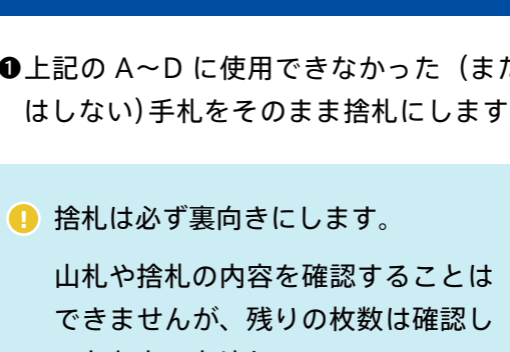 ❶上記の A〜D に使用できなかった（また
はしない）手札をそのまま捨札にします
捨札は必ず裏向きにします。
山札や捨札の内容を確認することは
できませんが、残りの枚数は確認し